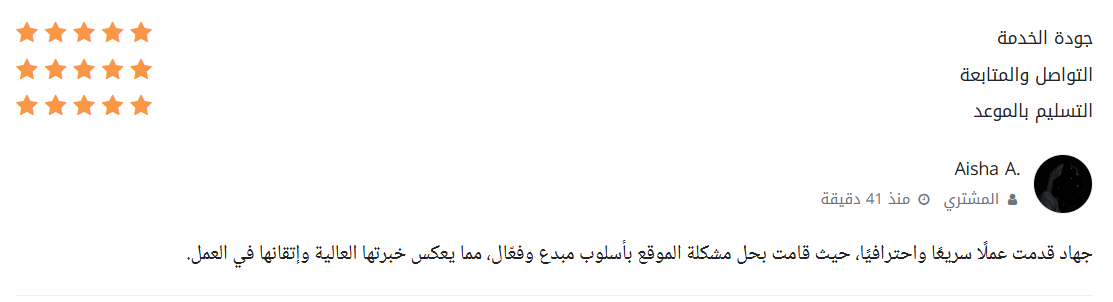 جودة الخدمة
التواصل والمتابعة
التسليم بالموعد
Aisha A.
المشتري منذ 41 دقيقة
جهاد قدمت عملًا سريعًا واحترافيًا، حيث قامت بحل مشكلة الموقع بأسلوب مبدع وفعّال، مما يعكس خبرتها العالية وإتقانها في العمل.